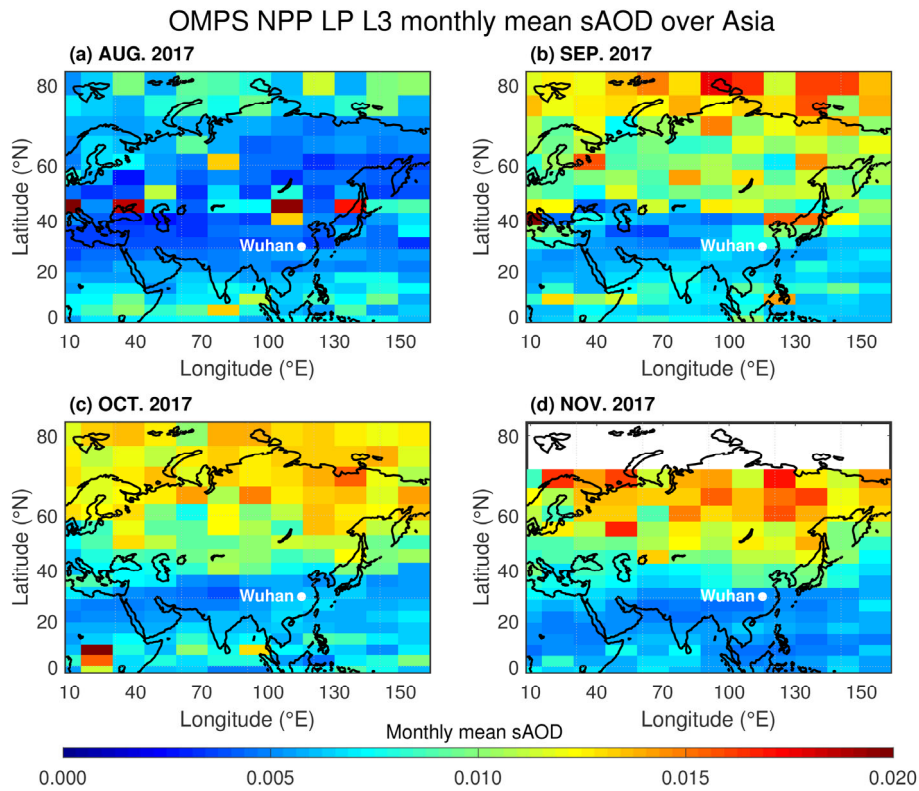 OMPS NPP LP L3 monthly mean sAOD over Asia
(a) AUG. 2017
80
60
40
20
0
Latitude (°N)
Wuhan
10 40 70 100 130 150
Longitude (°E)
(b) SEP. 2017
80
60
40
20
0
Latitude (°N)
Wuhan
10 40 70 100 130 150
Longitude (°E)
(c) OCT. 2017
80
60
40
20
0
Latitude (°N)
Wuhan
10 40 70 100 130 150
Longitude (°E)
(d) NOV. 2017
80
60
40
20
0
Latitude (°N)
Wuhan
10 40 70 100 130 150
Longitude (°E)
Monthly mean sAOD
0.000 0.005 0.010 0.015 0.020